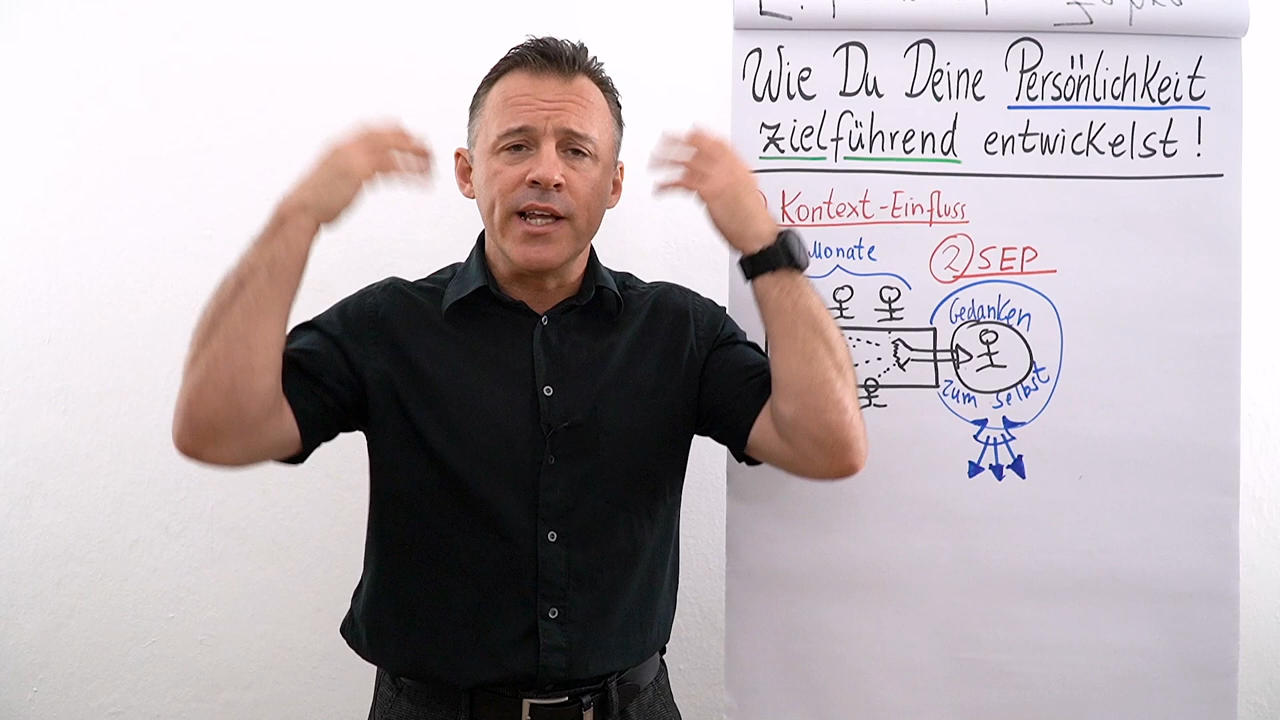 Wie Du Deine Persönlichkeit
zielführend entwickelst !
Kontext-Einfluss
Monate
② SEP
Gedanken
zum selbst